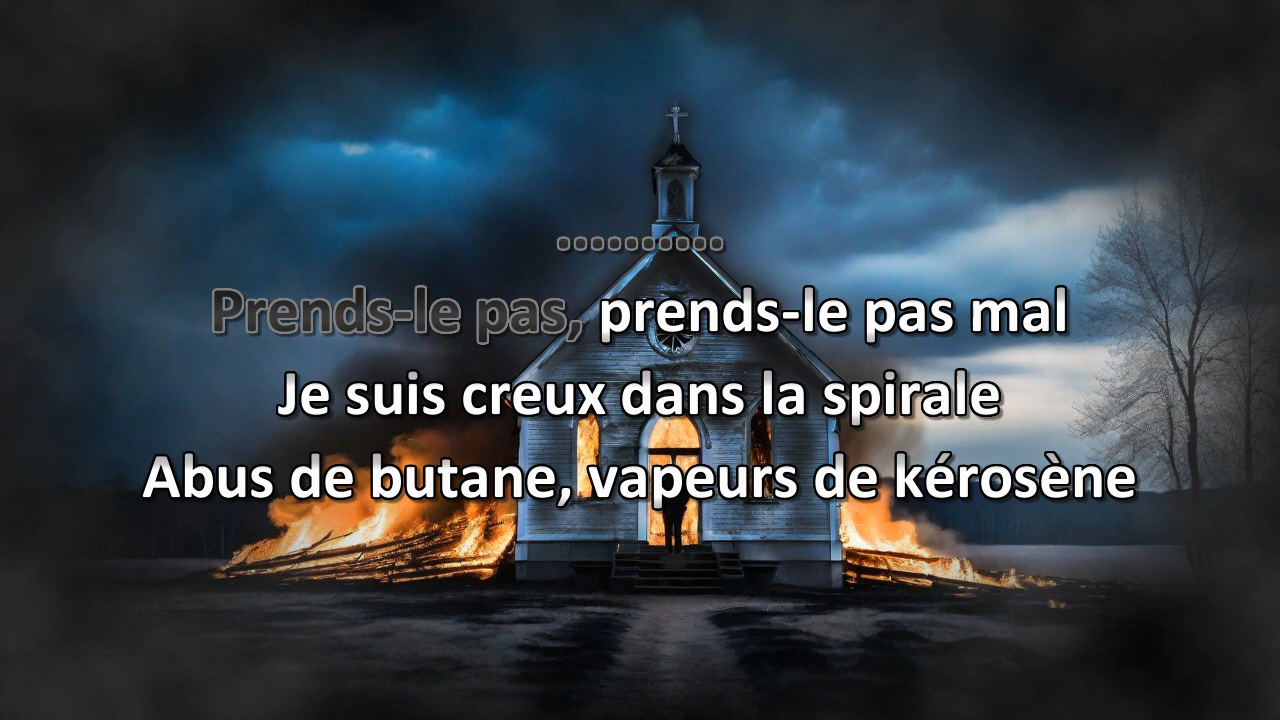 ..........
Prends-le pas, prends-le pas mal
Je suis creux dans la spirale
Abus de butane, vapeurs de kérosène